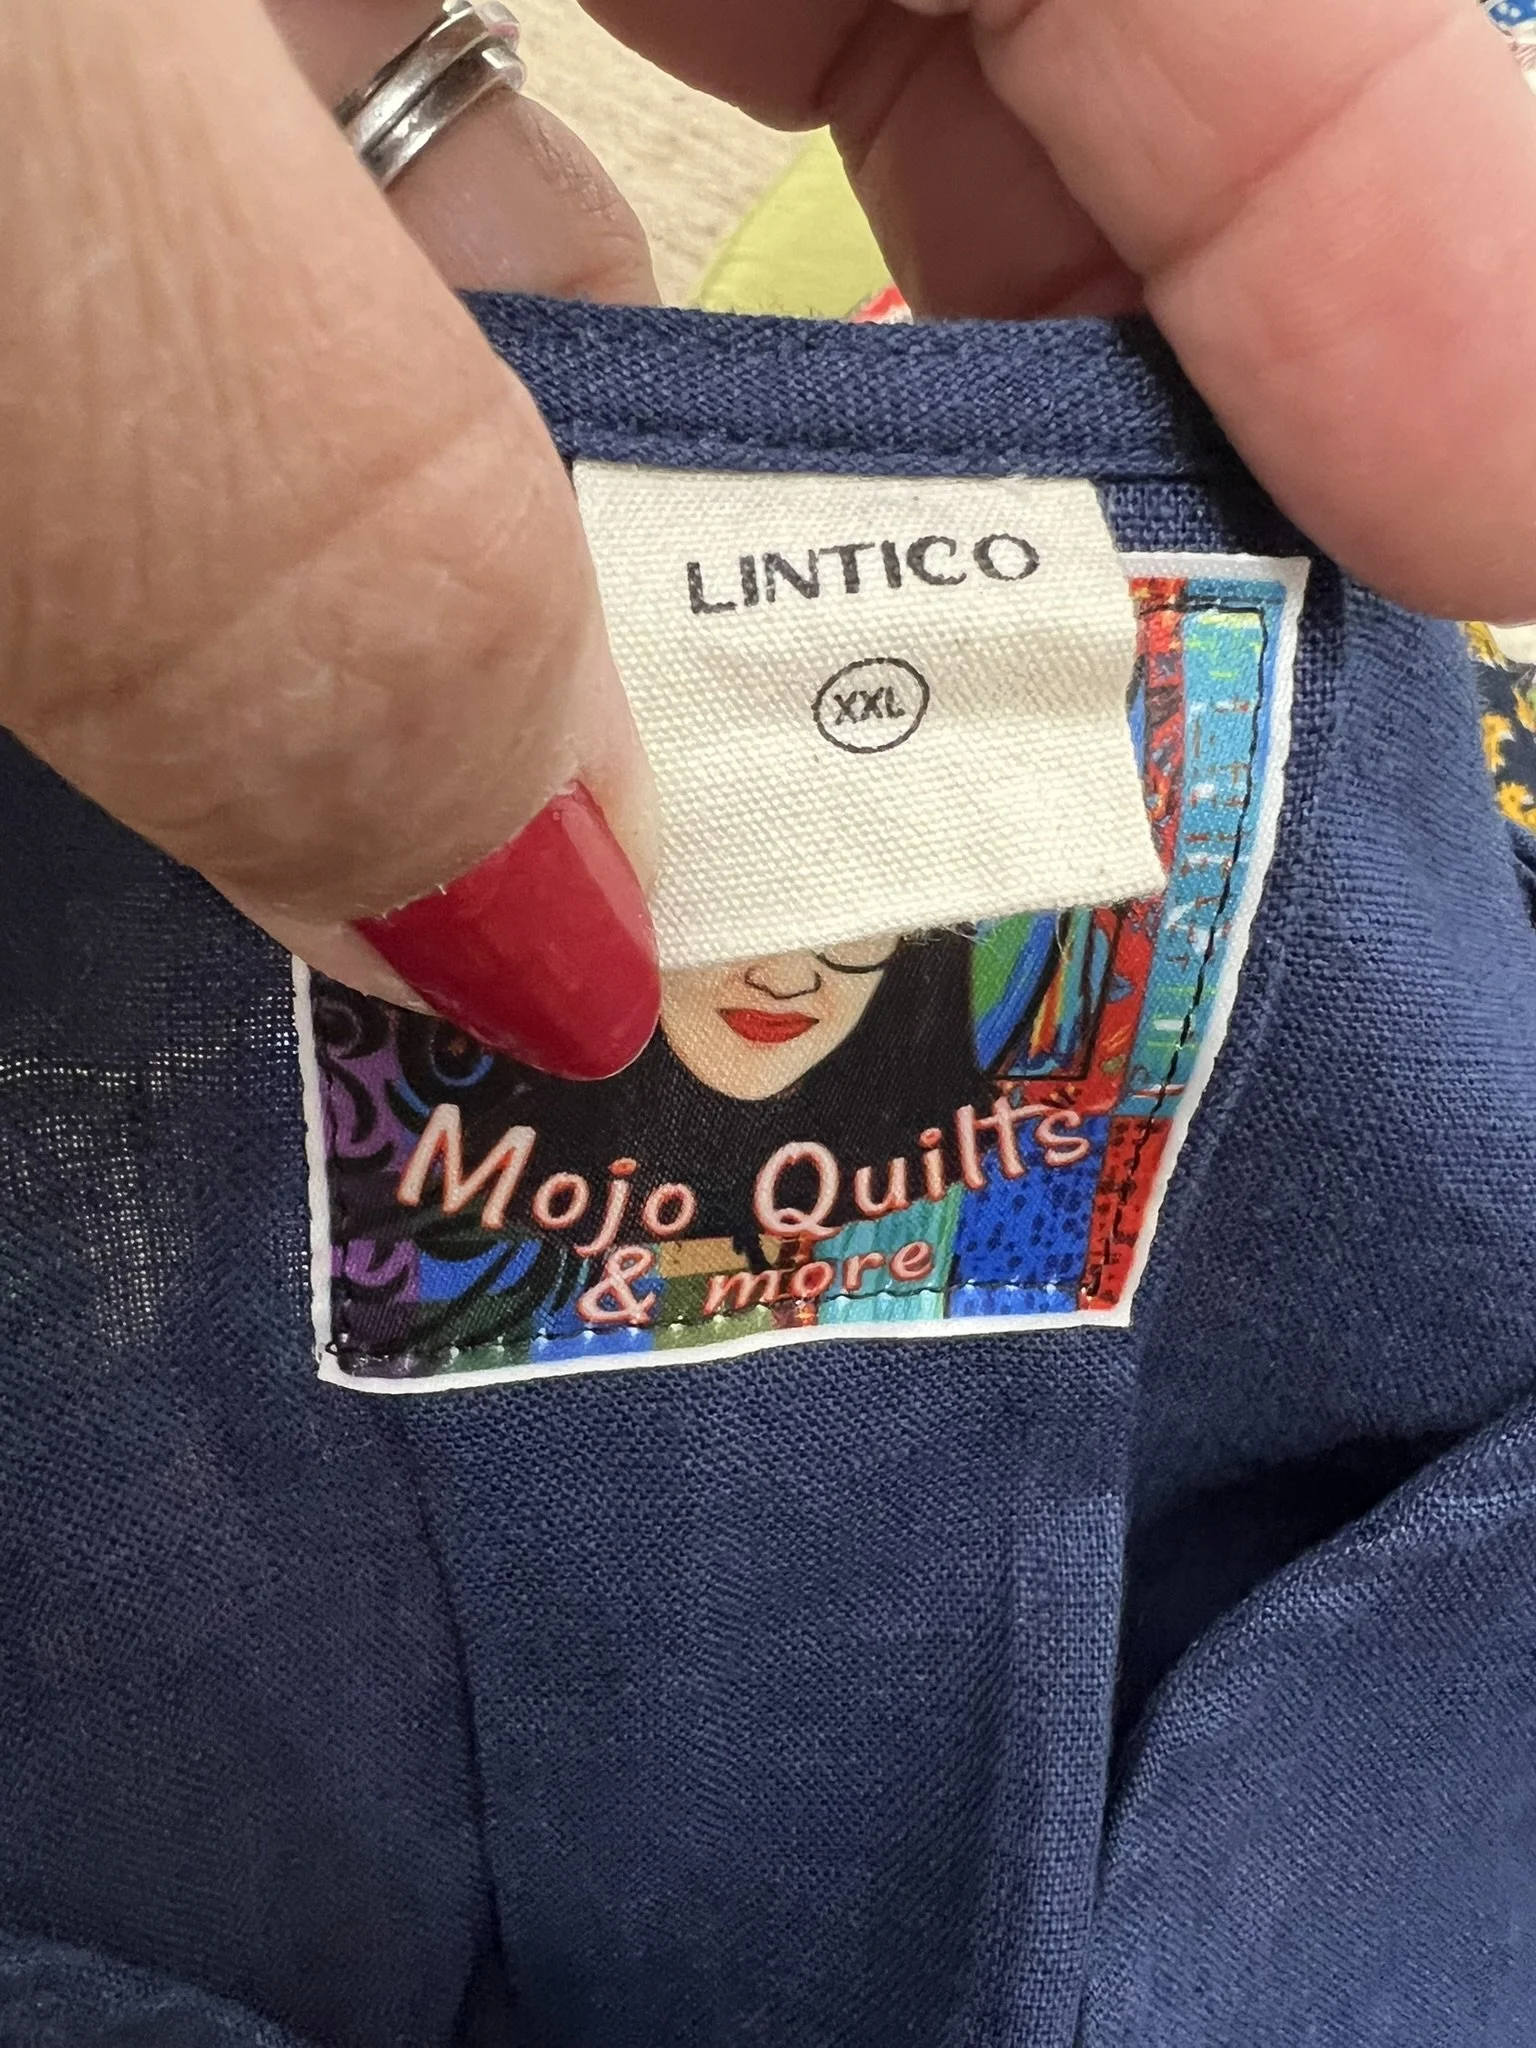 LINTICO
XXL
Mojo Quilts
& more